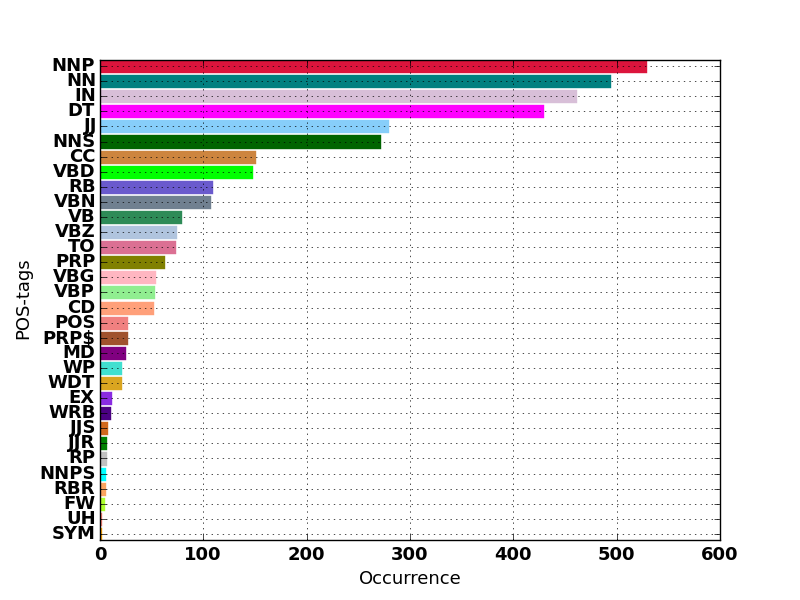 NNP
NN
IN
DT
JJ
NNS
CC
VBD
RB
VBN
VB
VBZ
TO
PRP
VBG
VBP
CD
POS
PRP$
MD
WP
WDT
EX
WRB
JJS
JJR
RP
NNPS
RBR
FW
UH
SYM
POS-tags
0 100 200 300 400 500 600
Occurrence